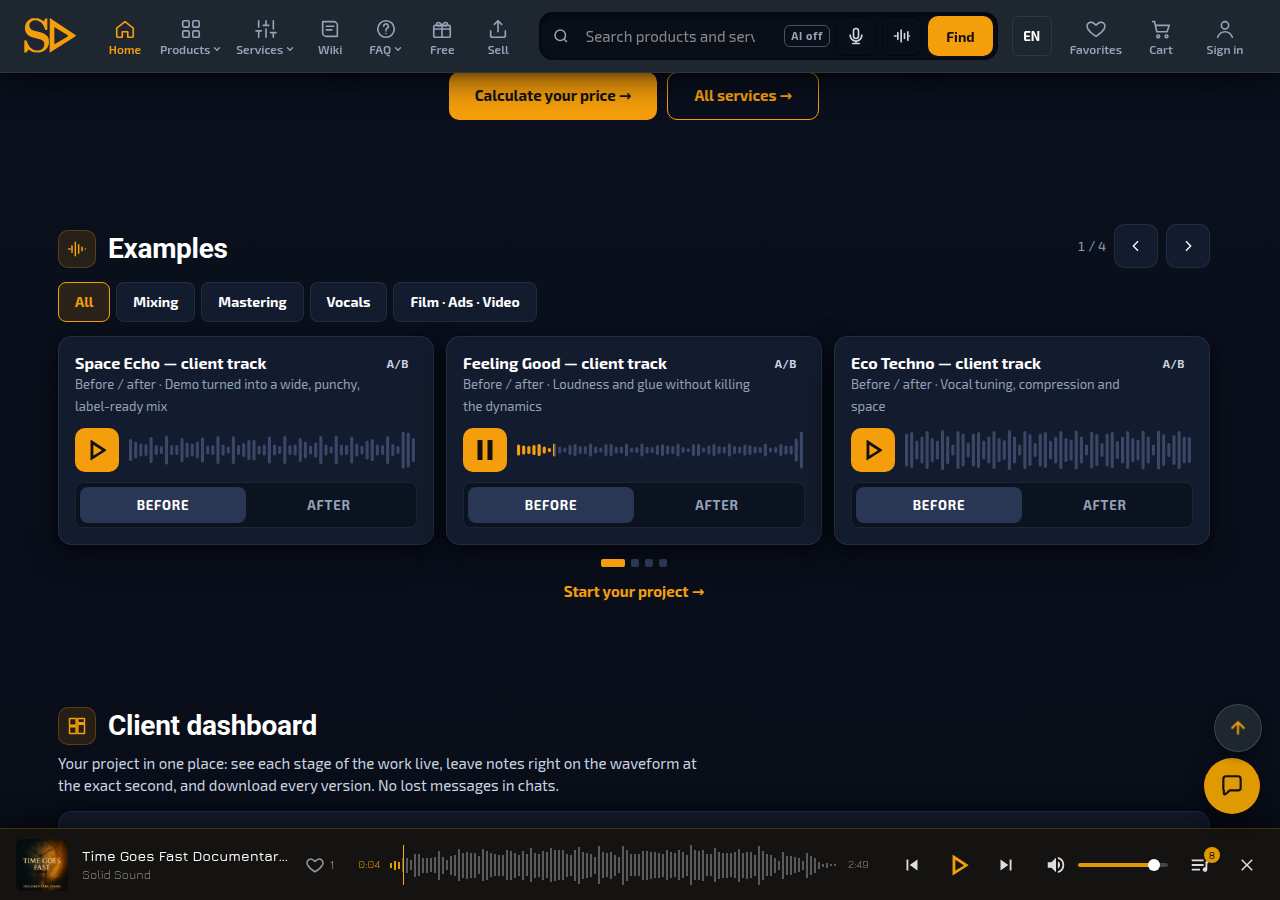 SD
Home
Products
Services
Wiki
FAQ
Free
Sell
Search products and serv
AI off
Find
EN
Favorites
Cart
Sign in
Calculate your price →
All services →
Examples
1 / 4
All
Mixing
Mastering
Vocals
Film · Ads · Video
Space Echo — client track
A/B
Before / after · Demo turned into a wide, punchy,
label-ready mix
BEFORE
AFTER
Feeling Good — client track
A/B
Before / after · Loudness and glue without killing
the dynamics
BEFORE
AFTER
Eco Techno — client track
A/B
Before / after · Vocal tuning, compression and
space
BEFORE
AFTER
Start your project →
Client dashboard
Your project in one place: see each stage of the work live, leave notes right on the waveform at
the exact second, and download every version. No lost messages in chats.
TIME GOES
FAST
Time Goes Fast Documentar...
Solid Sound
1
0:04
2:49
8